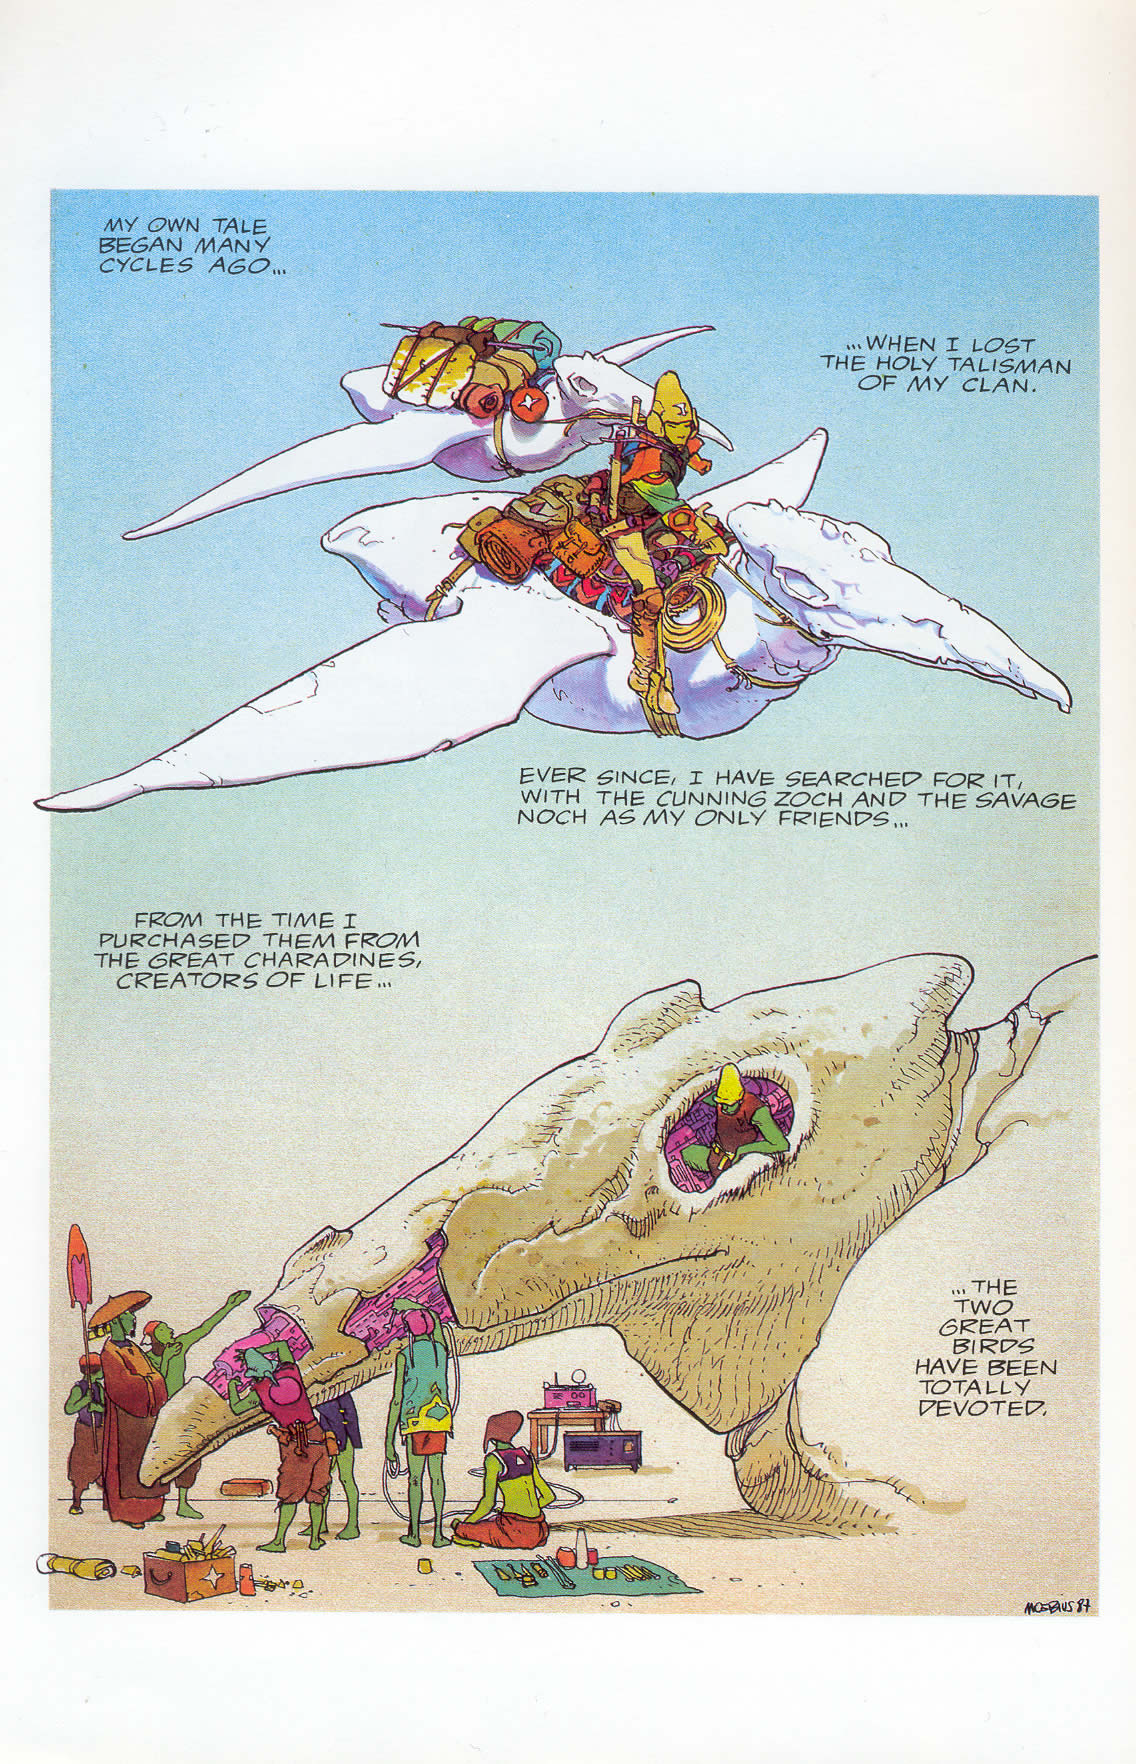 MY OWN TALE
BEGAN MANY
CYCLES AGO...
...WHEN I LOST
THE HOLY TALISMAN
OF MY CLAN.
EVER SINCE, I HAVE SEARCHED FOR IT,
WITH THE CUNNING ZOCH AND THE SAVAGE
NOCH AS MY ONLY FRIENDS...
FROM THE TIME I
PURCHASED THEM FROM
THE GREAT CHARADINES,
CREATORS OF LIFE...
...THE
TWO
GREAT
BIRDS
HAVE BEEN
TOTALLY
DEVOTED.
MOEBIUS 84